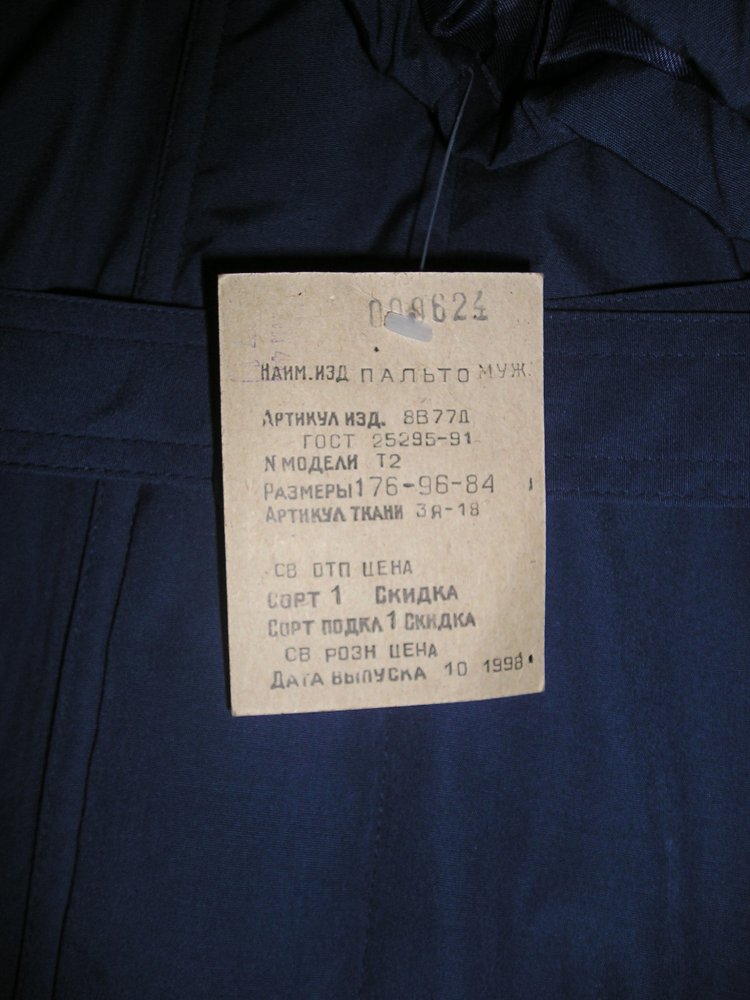 НАИМ.ИЗД ПАЛЬТО МУЖ.
АРТИКУЛ ИЗД. 8В77Д
ГОСТ 25295-91
N МОДЕЛИ Т2
РАЗМЕРЫ 176-96-84
АРТИКУЛ ТКАНИ 3Я-18
СВ ОТП ЦЕНА
СОРТ 1 СКИДКА
СОРТ ПОДКЛ 1 СКИДКА
СВ РОЗН ЦЕНА
ДАТА ВЫПУСКА 10 1998